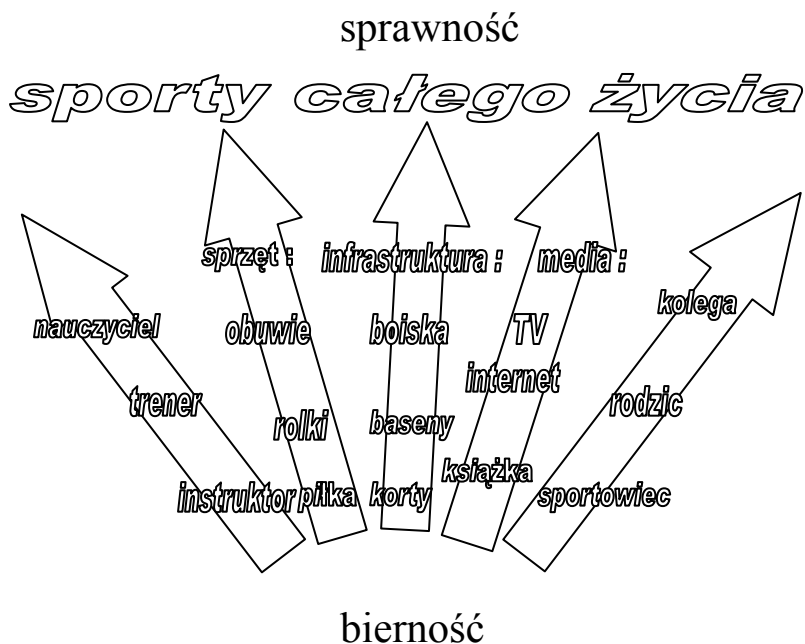 sprawność
sporty całego życia
sprzęt :
infrastruktura :
media :
kolega
nauczyciel
obuwie
boiska
TV
internet
trener
rodzic
rolki
baseny
książka
instruktor
piłka
korty
sportowiec
bierność